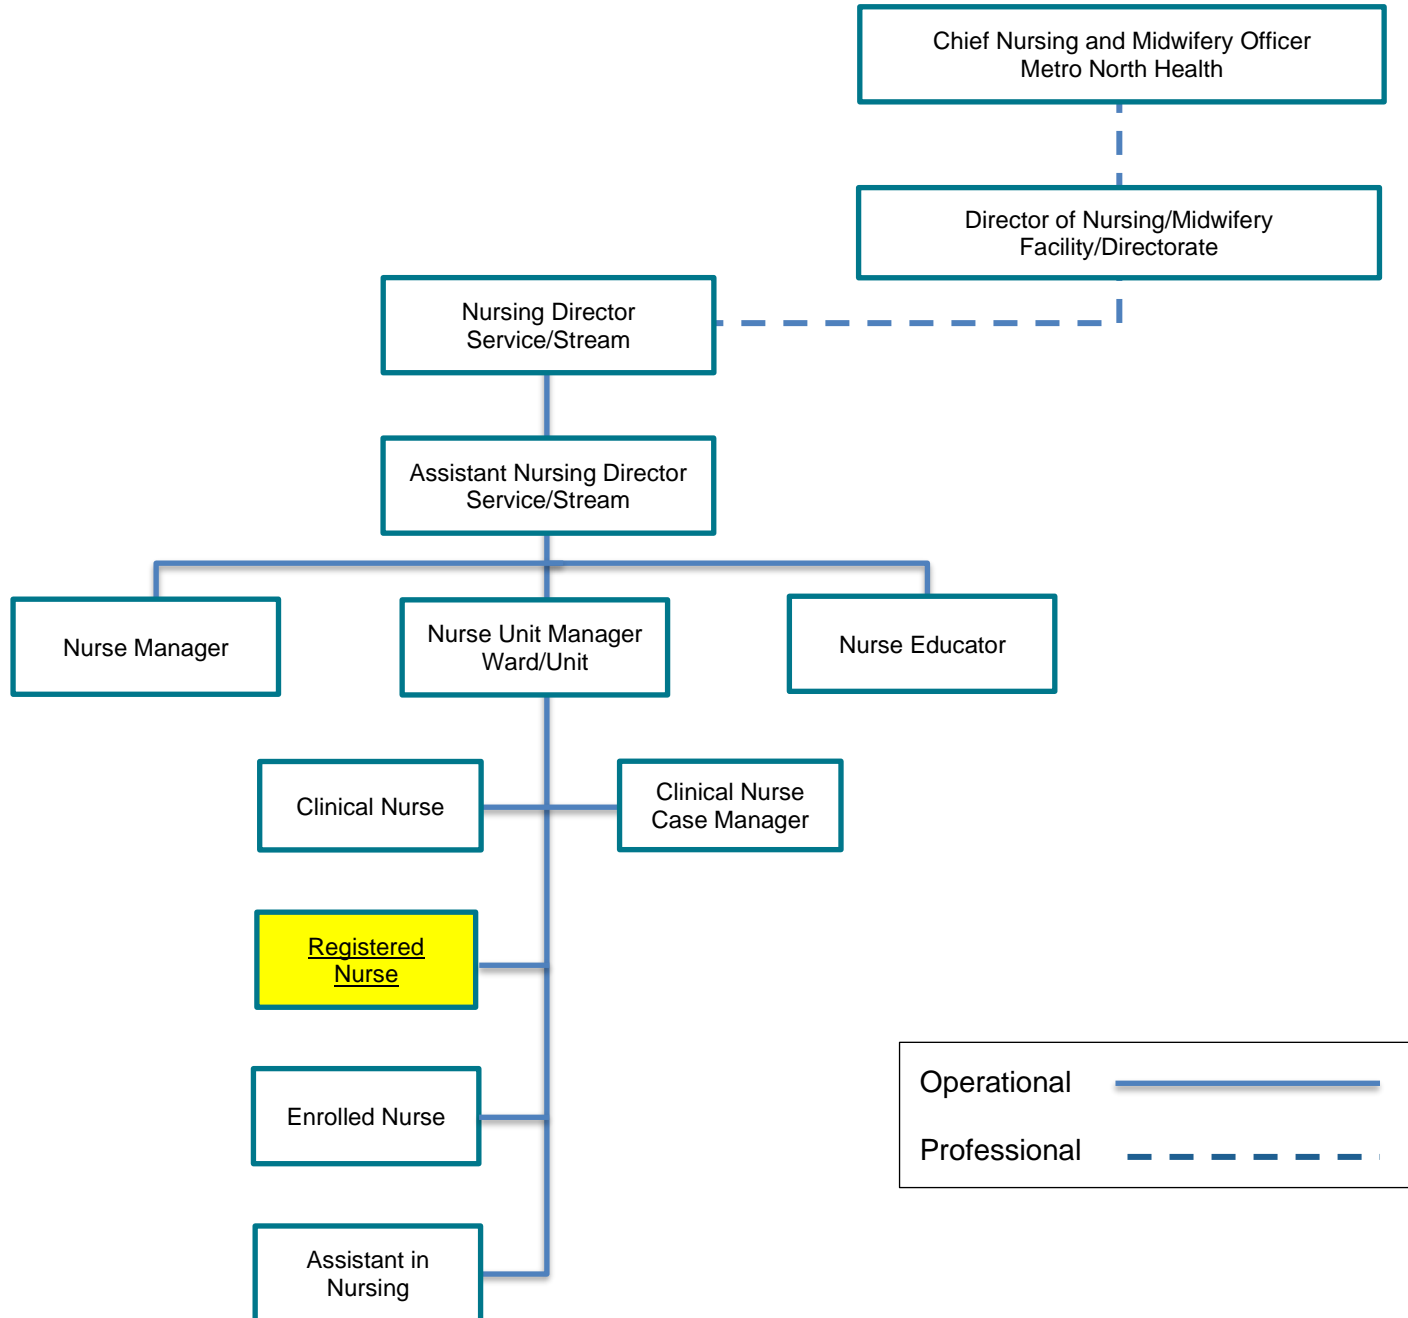 Chief Nursing and Midwifery Officer
Metro North Health
Director of Nursing/Midwifery
Facility/Directorate
Nursing Director
Service/Stream
Assistant Nursing Director
Service/Stream
Nurse Manager
Nurse Unit Manager
Ward/Unit
Nurse Educator
Clinical Nurse
Clinical Nurse
Case Manager
Registered
Nurse
Enrolled Nurse
Assistant in
Nursing
Operational
Professional